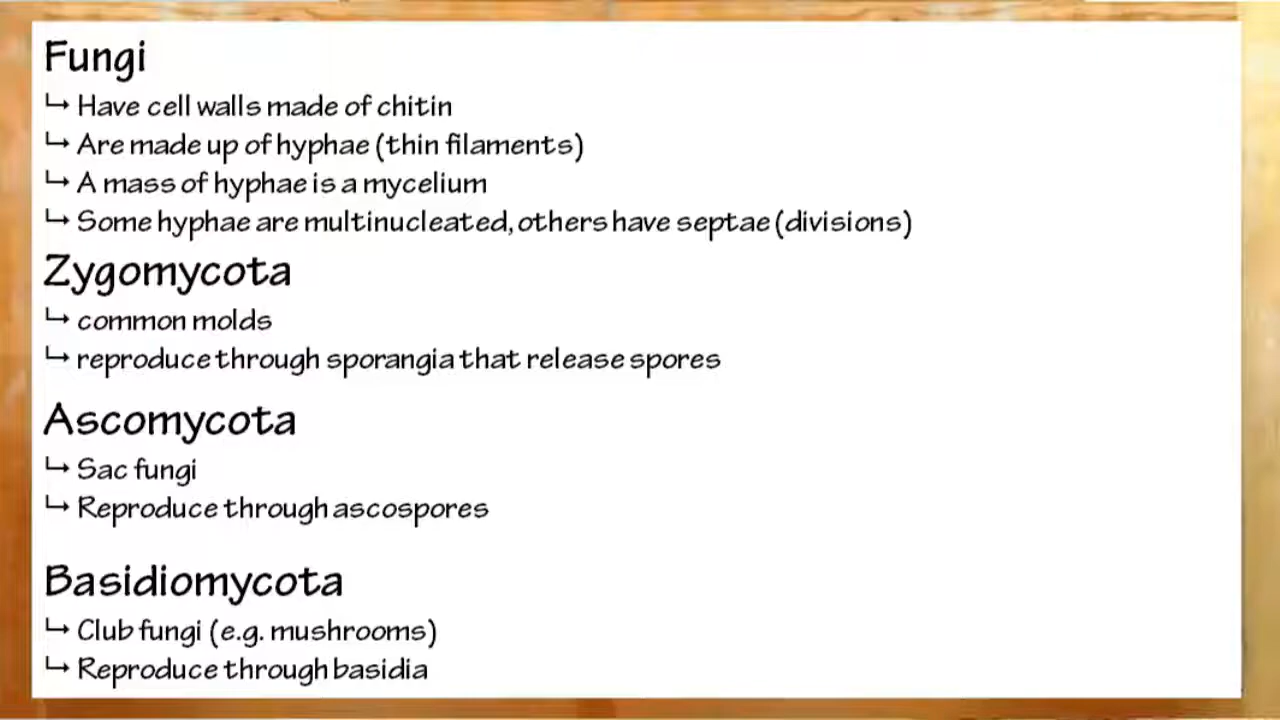 Fungi
↳ Have cell walls made of chitin
↳ Are made up of hyphae (thin filaments)
↳ A mass of hyphae is a mycelium
↳ Some hyphae are multinucleated, others have septae (divisions)
Zygomycota
↳ common molds
↳ reproduce through sporangia that release spores
Ascomycota
↳ Sac fungi
↳ Reproduce through ascospores
Basidiomycota
↳ Club fungi (e.g. mushrooms)
↳ Reproduce through basidia